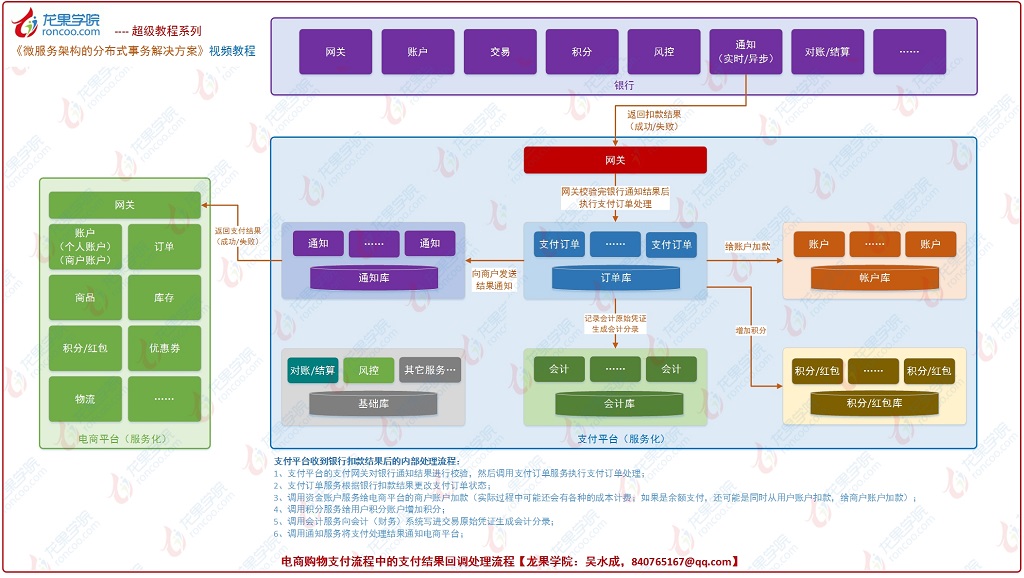 龙果学院
roncoo.com
---- 超级教程系列
《微服务架构的分布式事务解决方案》视频教程
网关
账户
交易
积分
风控
通知
（实时/异步）
对账/结算
……
银行
返回扣款结果
（成功/失败）
网关
网关校验完银行通知结果后
执行支付订单处理
网关
账户
（个人账户）
（商户账户）
订单
商品
库存
积分/红包
优惠券
物流
……
电商平台（服务化）
返回支付结果
（成功/失败）
通知
……
通知
通知库
向商户发送
结果通知
支付订单
……
支付订单
订单库
给账户加款
账户
……
账户
帐户库
记录会计原始凭证
生成会计分录
增加积分
对账/结算
风控
其它服务…
基础库
会计
……
会计
会计库
积分/红包
……
积分/红包
积分/红包库
支付平台（服务化）
支付平台收到银行扣款结果后的内部处理流程：
1、支付平台的支付网关对银行通知结果进行校验，然后调用支付订单服务执行支付订单处理；
2、支付订单服务根据银行扣款结果更改支付订单状态；
3、调用资金账户服务给电商平台的商户账户加款（实际过程中可能还会有各种的成本计费；如果是余额支付，还可能是同时从用户账户扣款，给商户账户加款）；
4、调用积分服务给用户积分账户增加积分；
5、调用会计服务向会计（财务）系统写进交易原始凭证生成会计分录；
6、调用通知服务将支付处理结果通知电商平台；
电商购物支付流程中的支付结果回调处理流程【龙果学院：吴水成，840765167@qq.com】